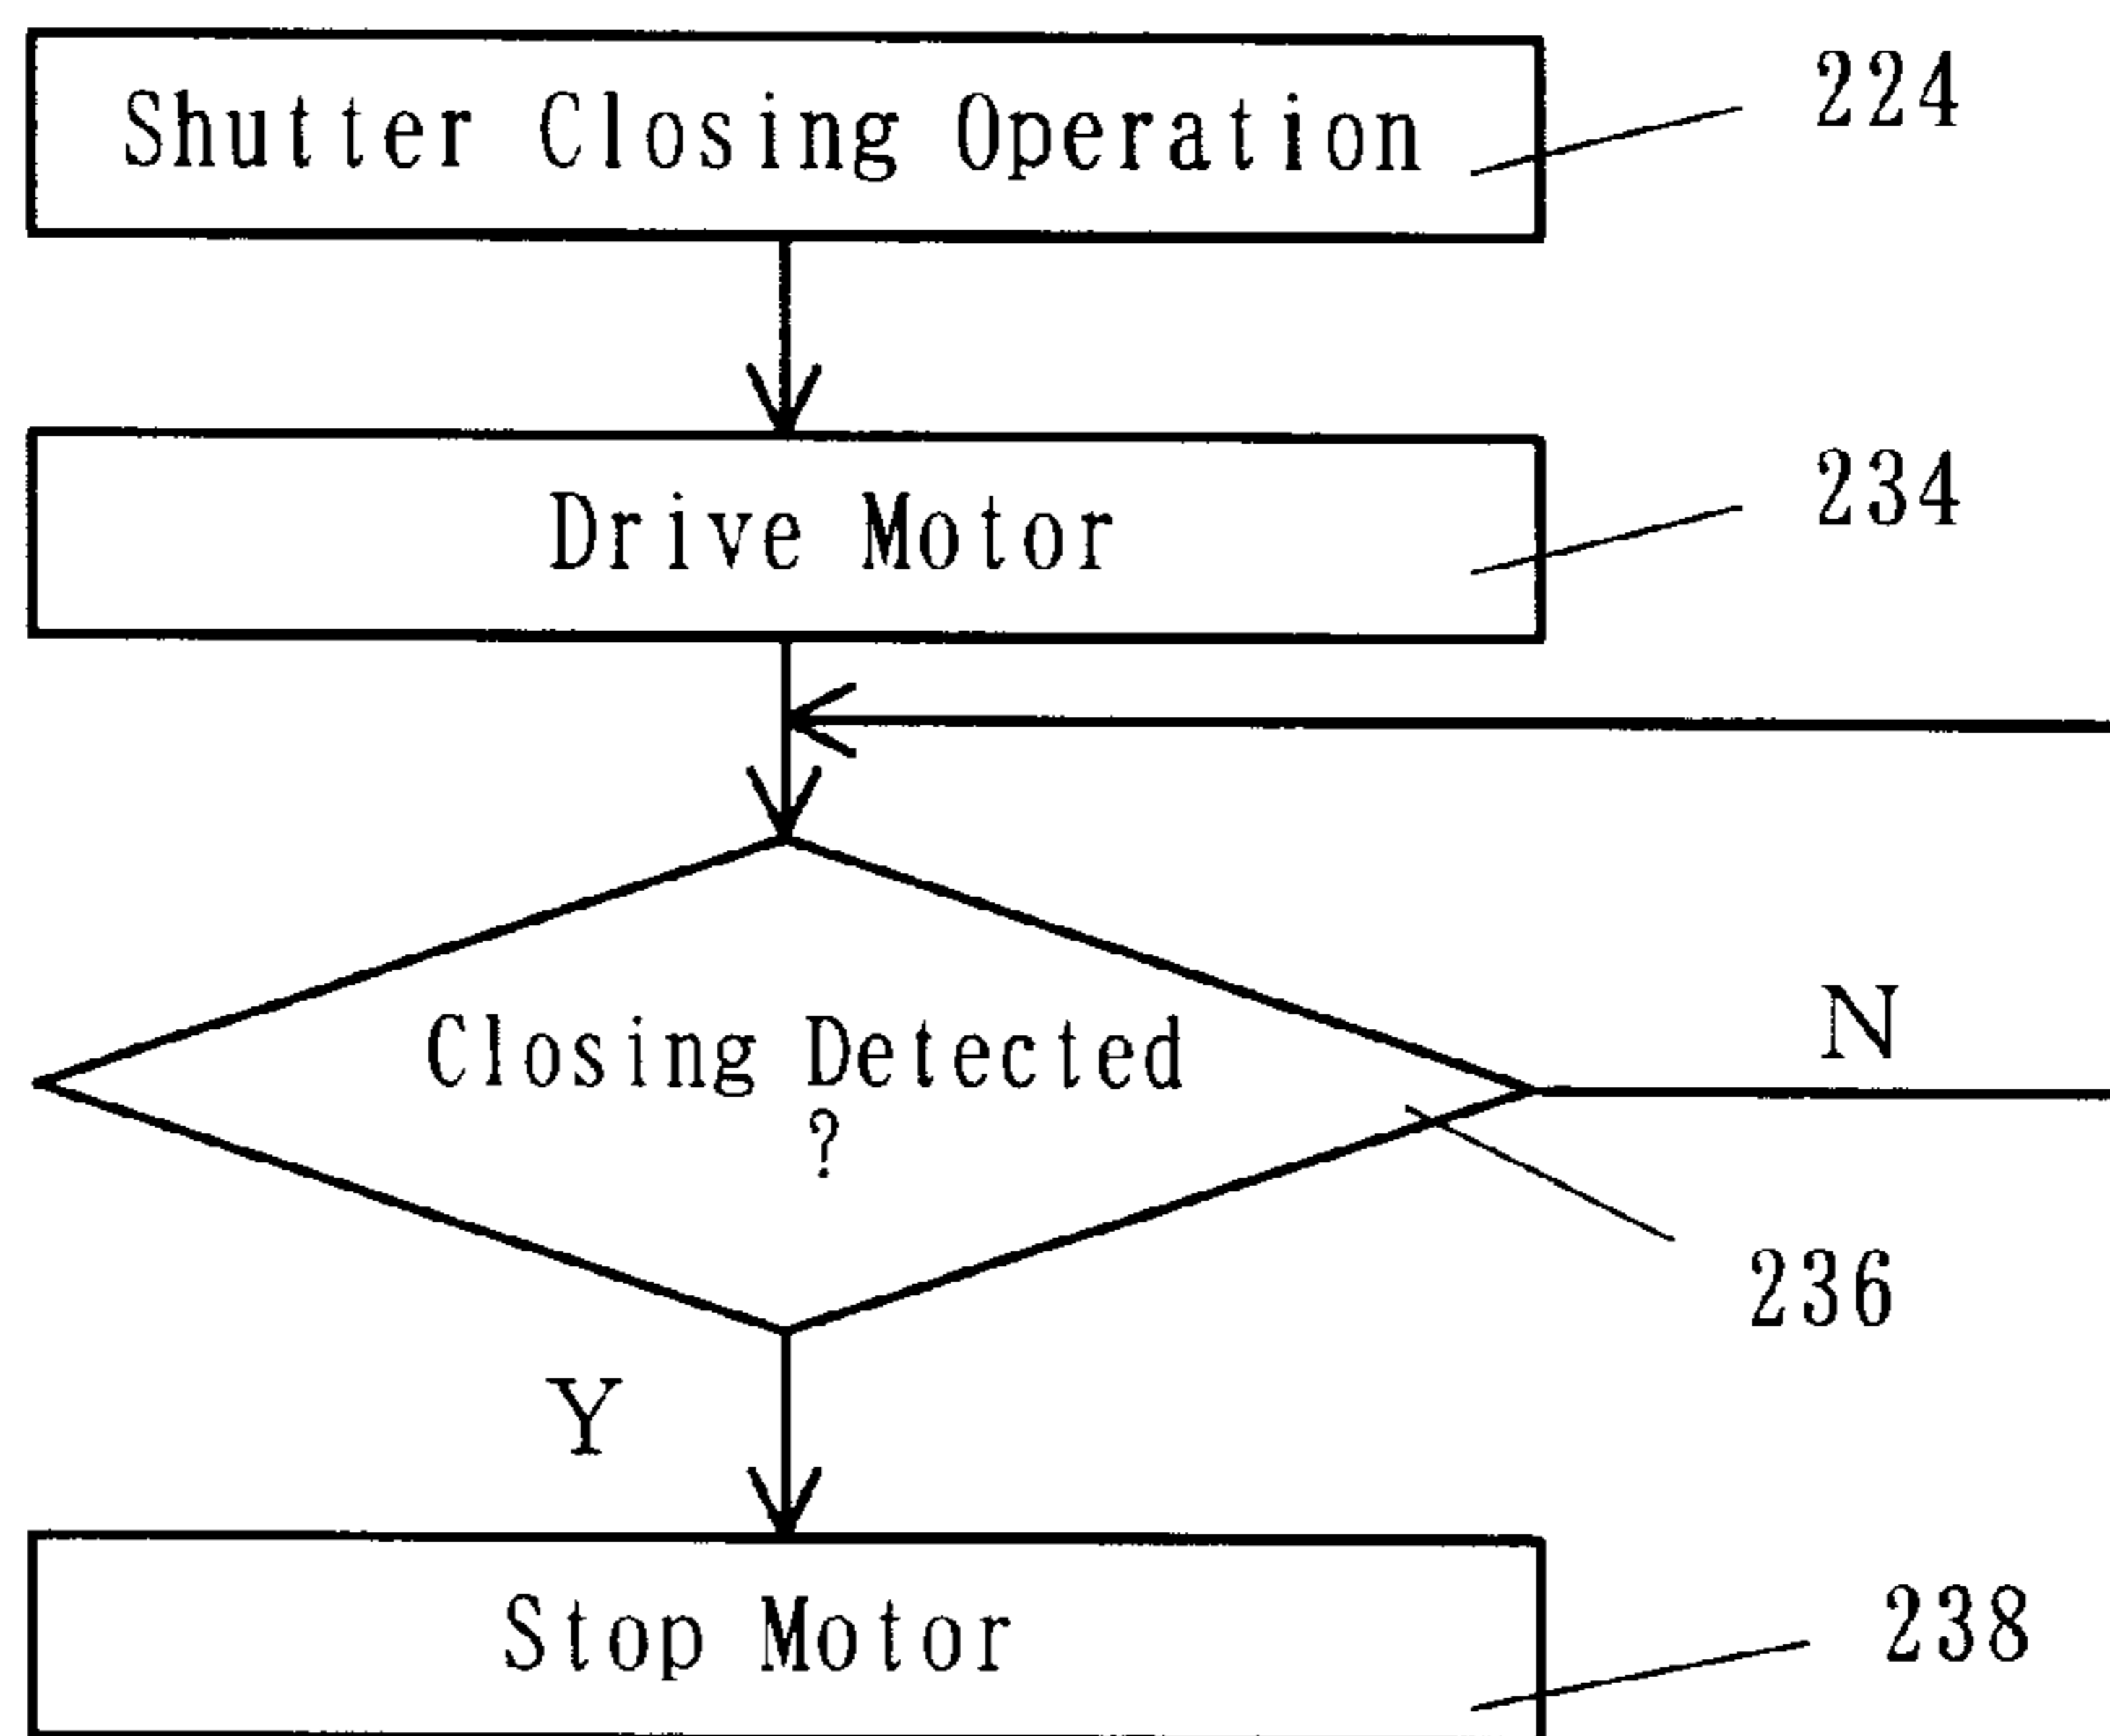 Shutter Closing Operation
224
Drive Motor
234
Closing Detected
?
N
236
Y
Stop Motor
238